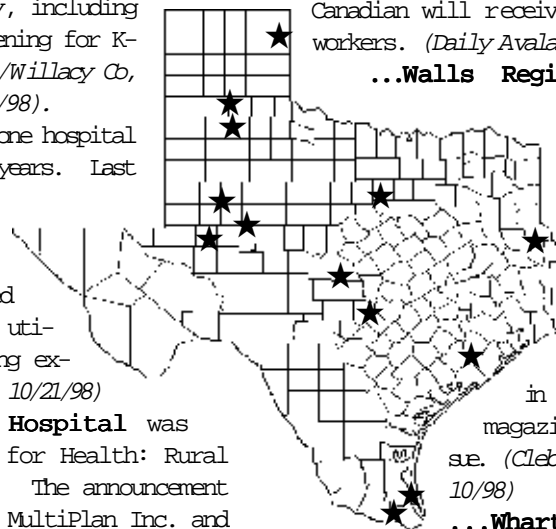 y, including
ening for K-
/Willacy Co,
/98).
one hospital
years. Last
d
uti-
ng ex-
10/21/98)
Hospital was
for Health: Rural
The announcement
MultiPlan Inc. and
Canadian will receiv
workers. (Daily Avala
...Walls Regi
in
magazi
sue. (Cleb
10/98)
...Whart